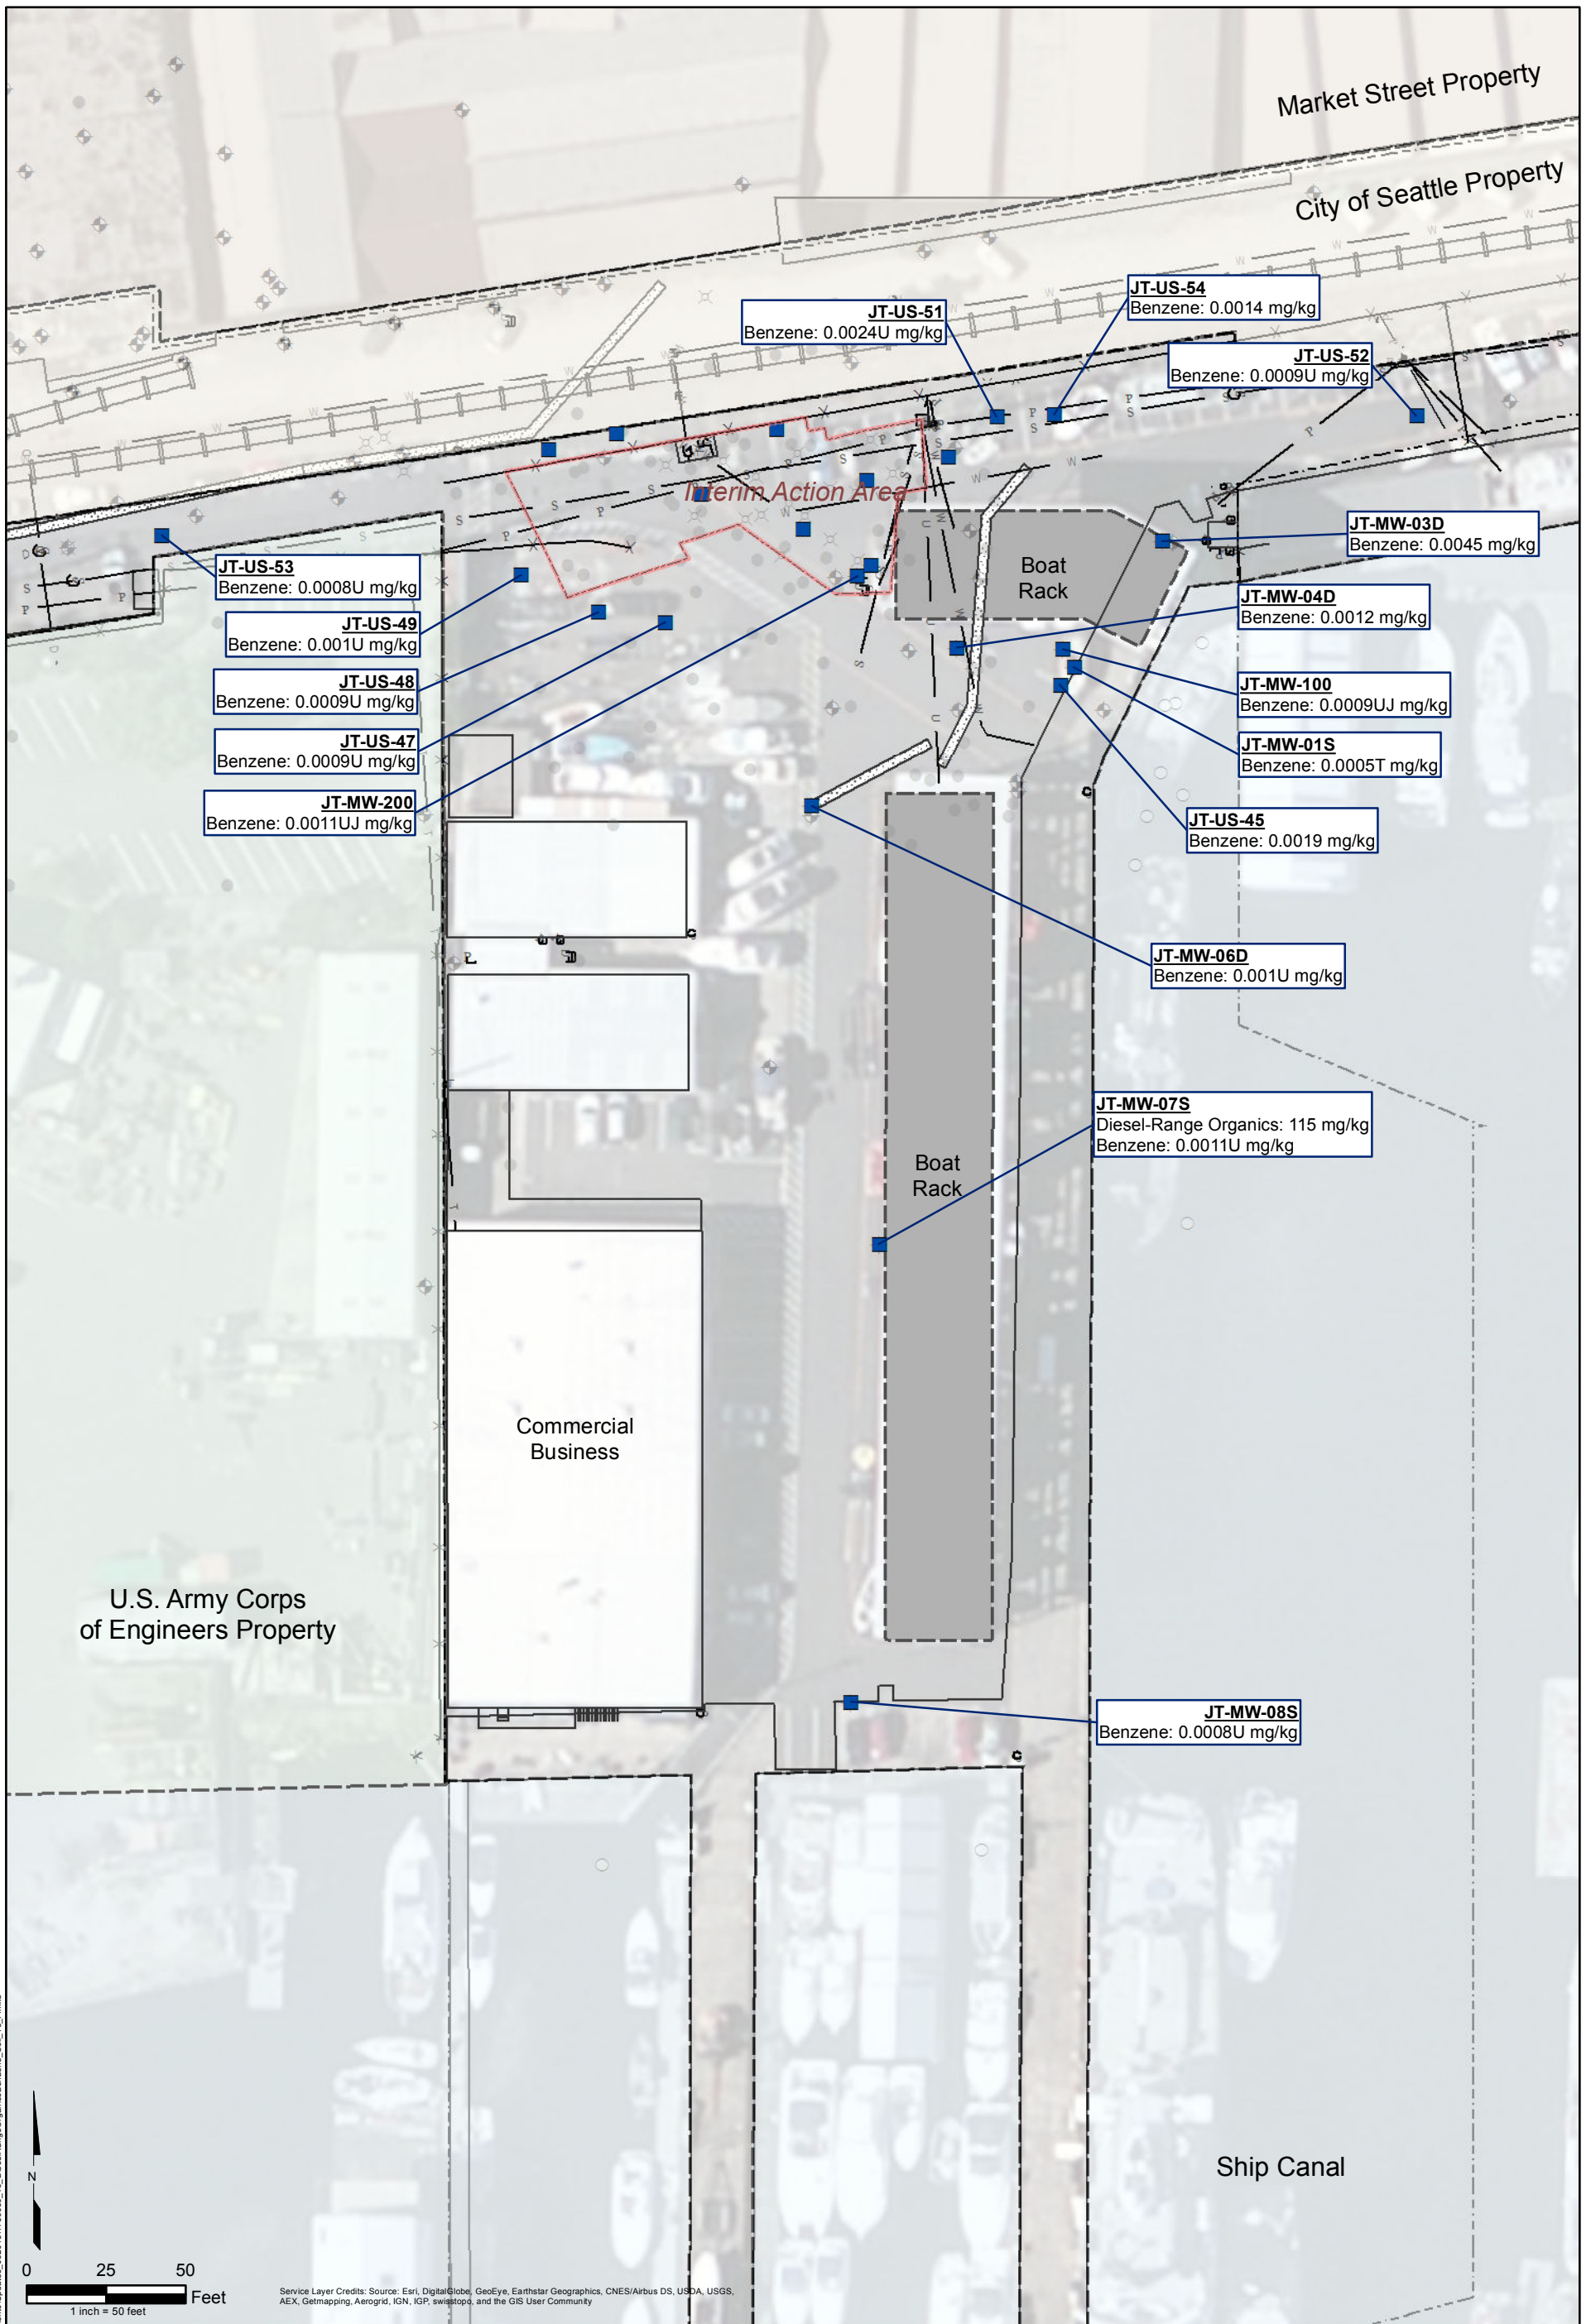 Market Street Property
City of Seattle Property
JT-US-54
Benzene: 0.0014 mg/kg
JT-US-51
Benzene: 0.0024U mg/kg
JT-US-52
Benzene: 0.0009U mg/kg
Interim Action Area
JT-MW-03D
Benzene: 0.0045 mg/kg
Boat
Rack
JT-US-53
Benzene: 0.0008U mg/kg
JT-MW-04D
Benzene: 0.0012 mg/kg
JT-US-49
Benzene: 0.001U mg/kg
JT-US-48
Benzene: 0.0009U mg/kg
JT-MW-100
Benzene: 0.0009UJ mg/kg
JT-US-47
Benzene: 0.0009U mg/kg
JT-MW-01S
Benzene: 0.0005T mg/kg
JT-MW-200
Benzene: 0.0011UJ mg/kg
JT-US-45
Benzene: 0.0019 mg/kg
JT-MW-06D
Benzene: 0.001U mg/kg
JT-MW-07S
Diesel-Range Organics: 115 mg/kg
Benzene: 0.0011U mg/kg
Boat
Rack
Commercial
Business
U.S. Army Corps
of Engineers Property
JT-MW-08S
Benzene: 0.0008U mg/kg
Ship Canal
N
0 25 50
Feet
1 inch = 50 feet
Service Layer Credits: Source: Esri, DigitalGlobe, GeoEye, Earthstar Geographics, CNES/Airbus DS, USDA, USGS,
AEX, Getmapping, Aerogrid, IGN, IGP, swisstopo, and the GIS User Community